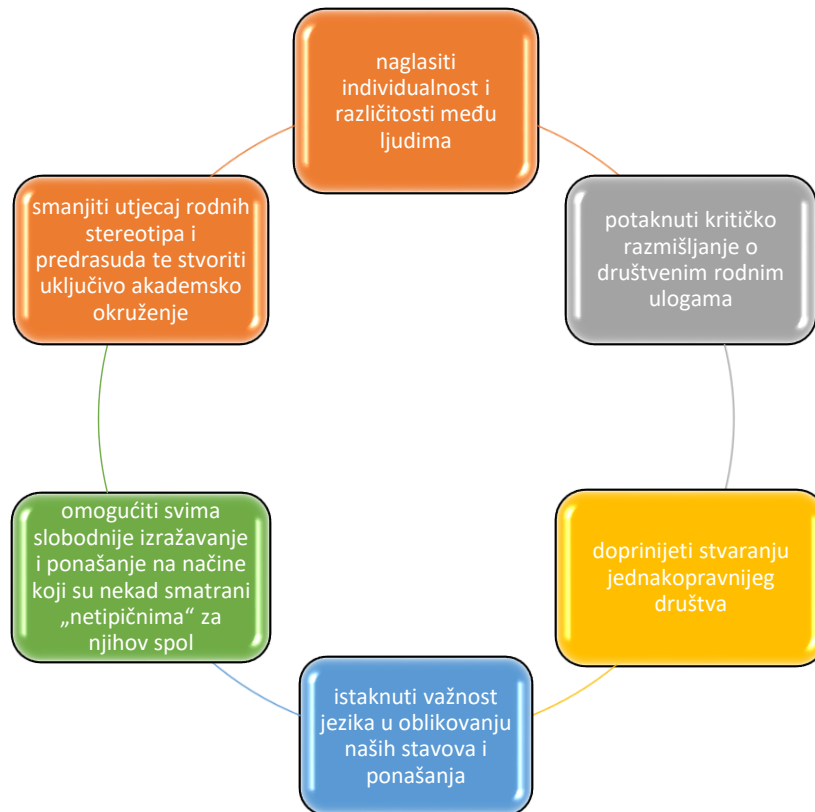 naglasiti
individualnost i
različitosti među
ljudima
potaknuti kritičko
razmišljanje o
društvenim rodnim
ulogama
doprinijeti stvaranju
jednakopravnijeg
društva
istaknuti važnost
jezika u oblikovanju
naših stavova i
ponašanja
omogućiti svima
slobodnije izražavanje
i ponašanje na načine
koji su nekad smatrani
„netipičnima“ za
njihov spol
smanjiti utjecaj rodnih
stereotipa i
predrasuda te stvoriti
uključivo akademsko
okruženje